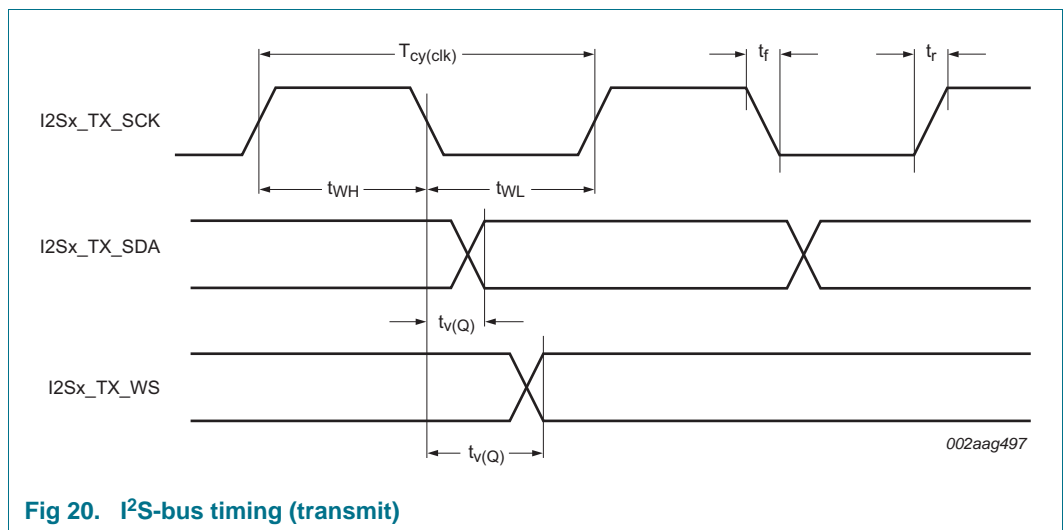 T_cy(clk)
t_f
t_r
I2Sx_TX_SCK
t_WH
t_WL
I2Sx_TX_SDA
t_v(Q)
I2Sx_TX_WS
t_v(Q)
002aag497
Fig 20. I²S-bus timing (transmit)